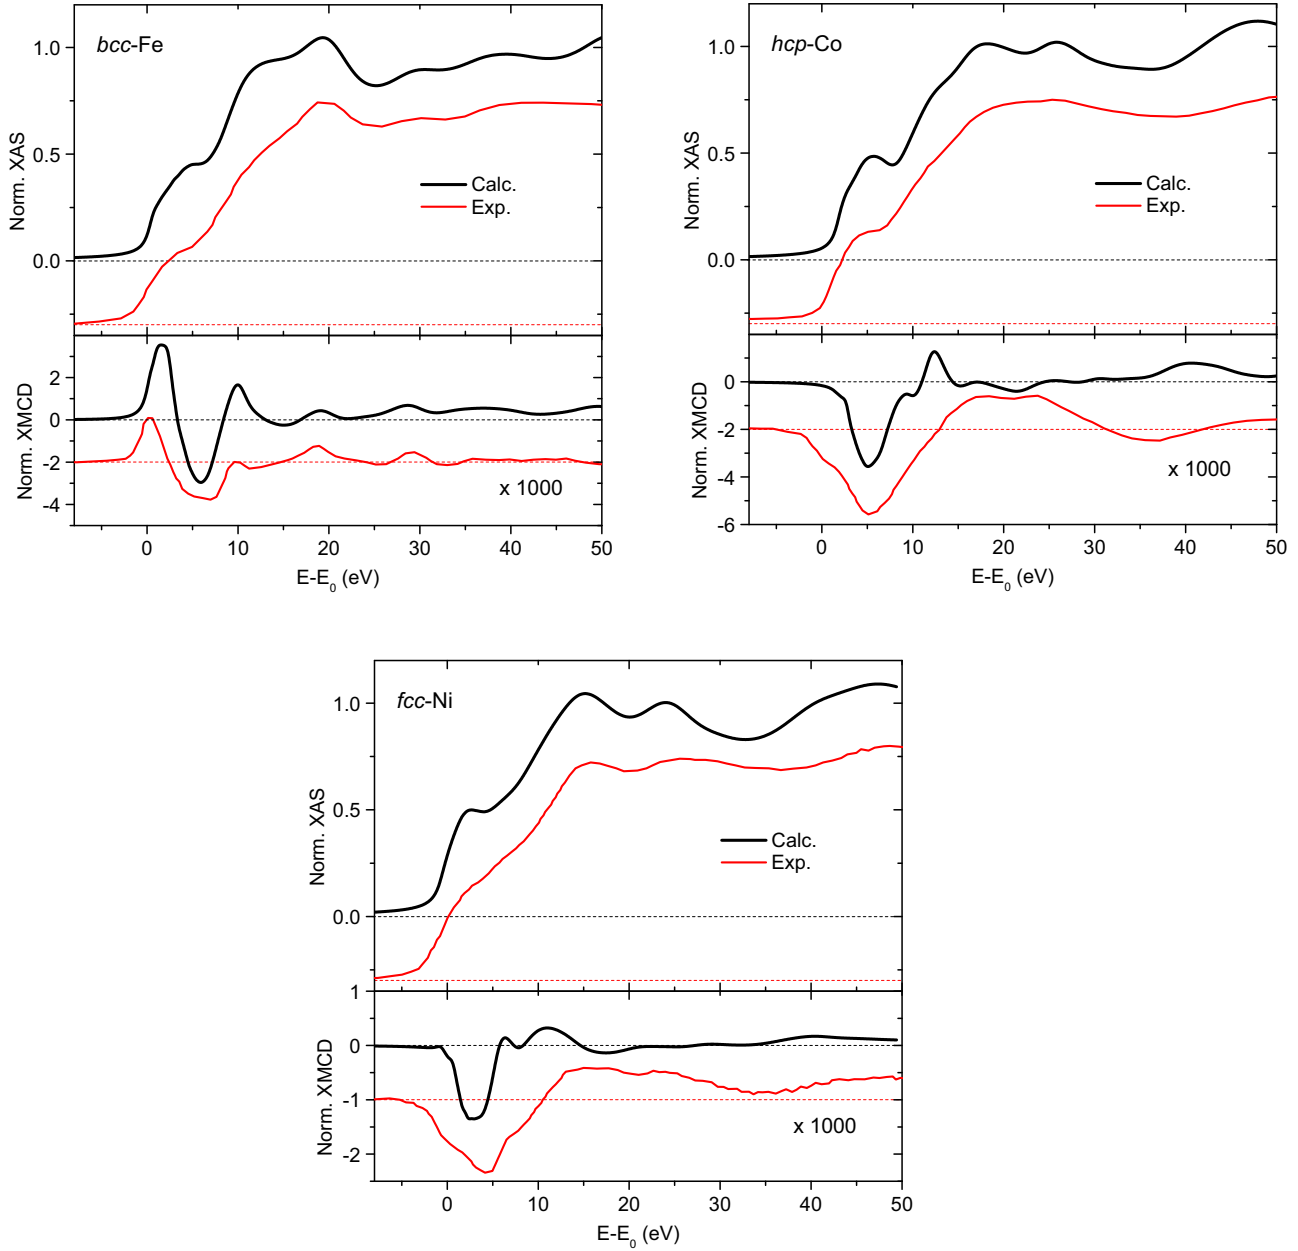 bcc-Fe
1.0
0.5
0.0
Norm. XAS
Calc.
Exp.
2
0
-2
-4
Norm. XMCD
x 1000
0 10 20 30 40 50
E-E0 (eV)
hcp-Co
1.0
0.5
0.0
Norm. XAS
Calc.
Exp.
0
-2
-4
-6
Norm. XMCD
x 1000
0 10 20 30 40 50
E-E0 (eV)
fcc-Ni
1.0
0.5
0.0
Norm. XAS
Calc.
Exp.
1
0
-1
-2
Norm. XMCD
x 1000
0 10 20 30 40 50
E-E0 (eV)